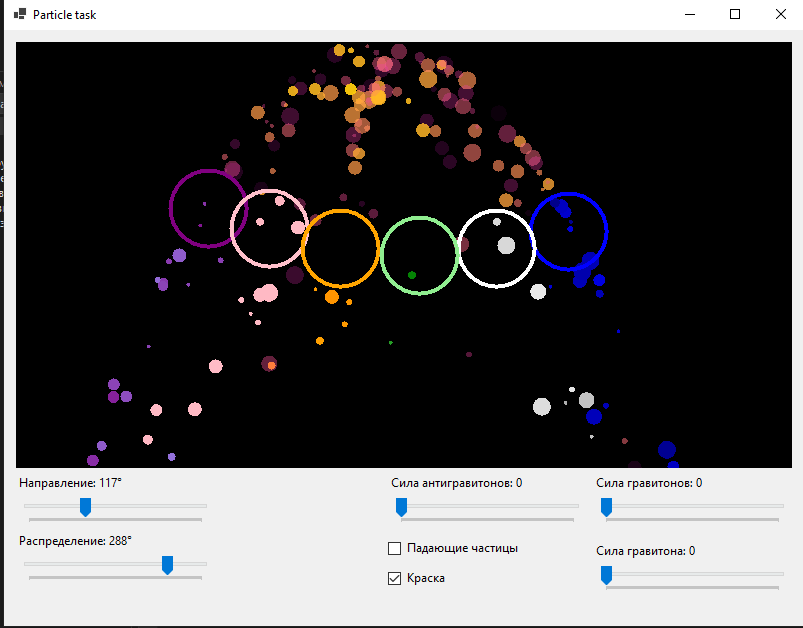 Particle task
Направление: 117°
Сила антигравитонов: 0
Сила гравитонов: 0
Распределение: 288°
Падающие частицы
Сила гравитона: 0
Краска